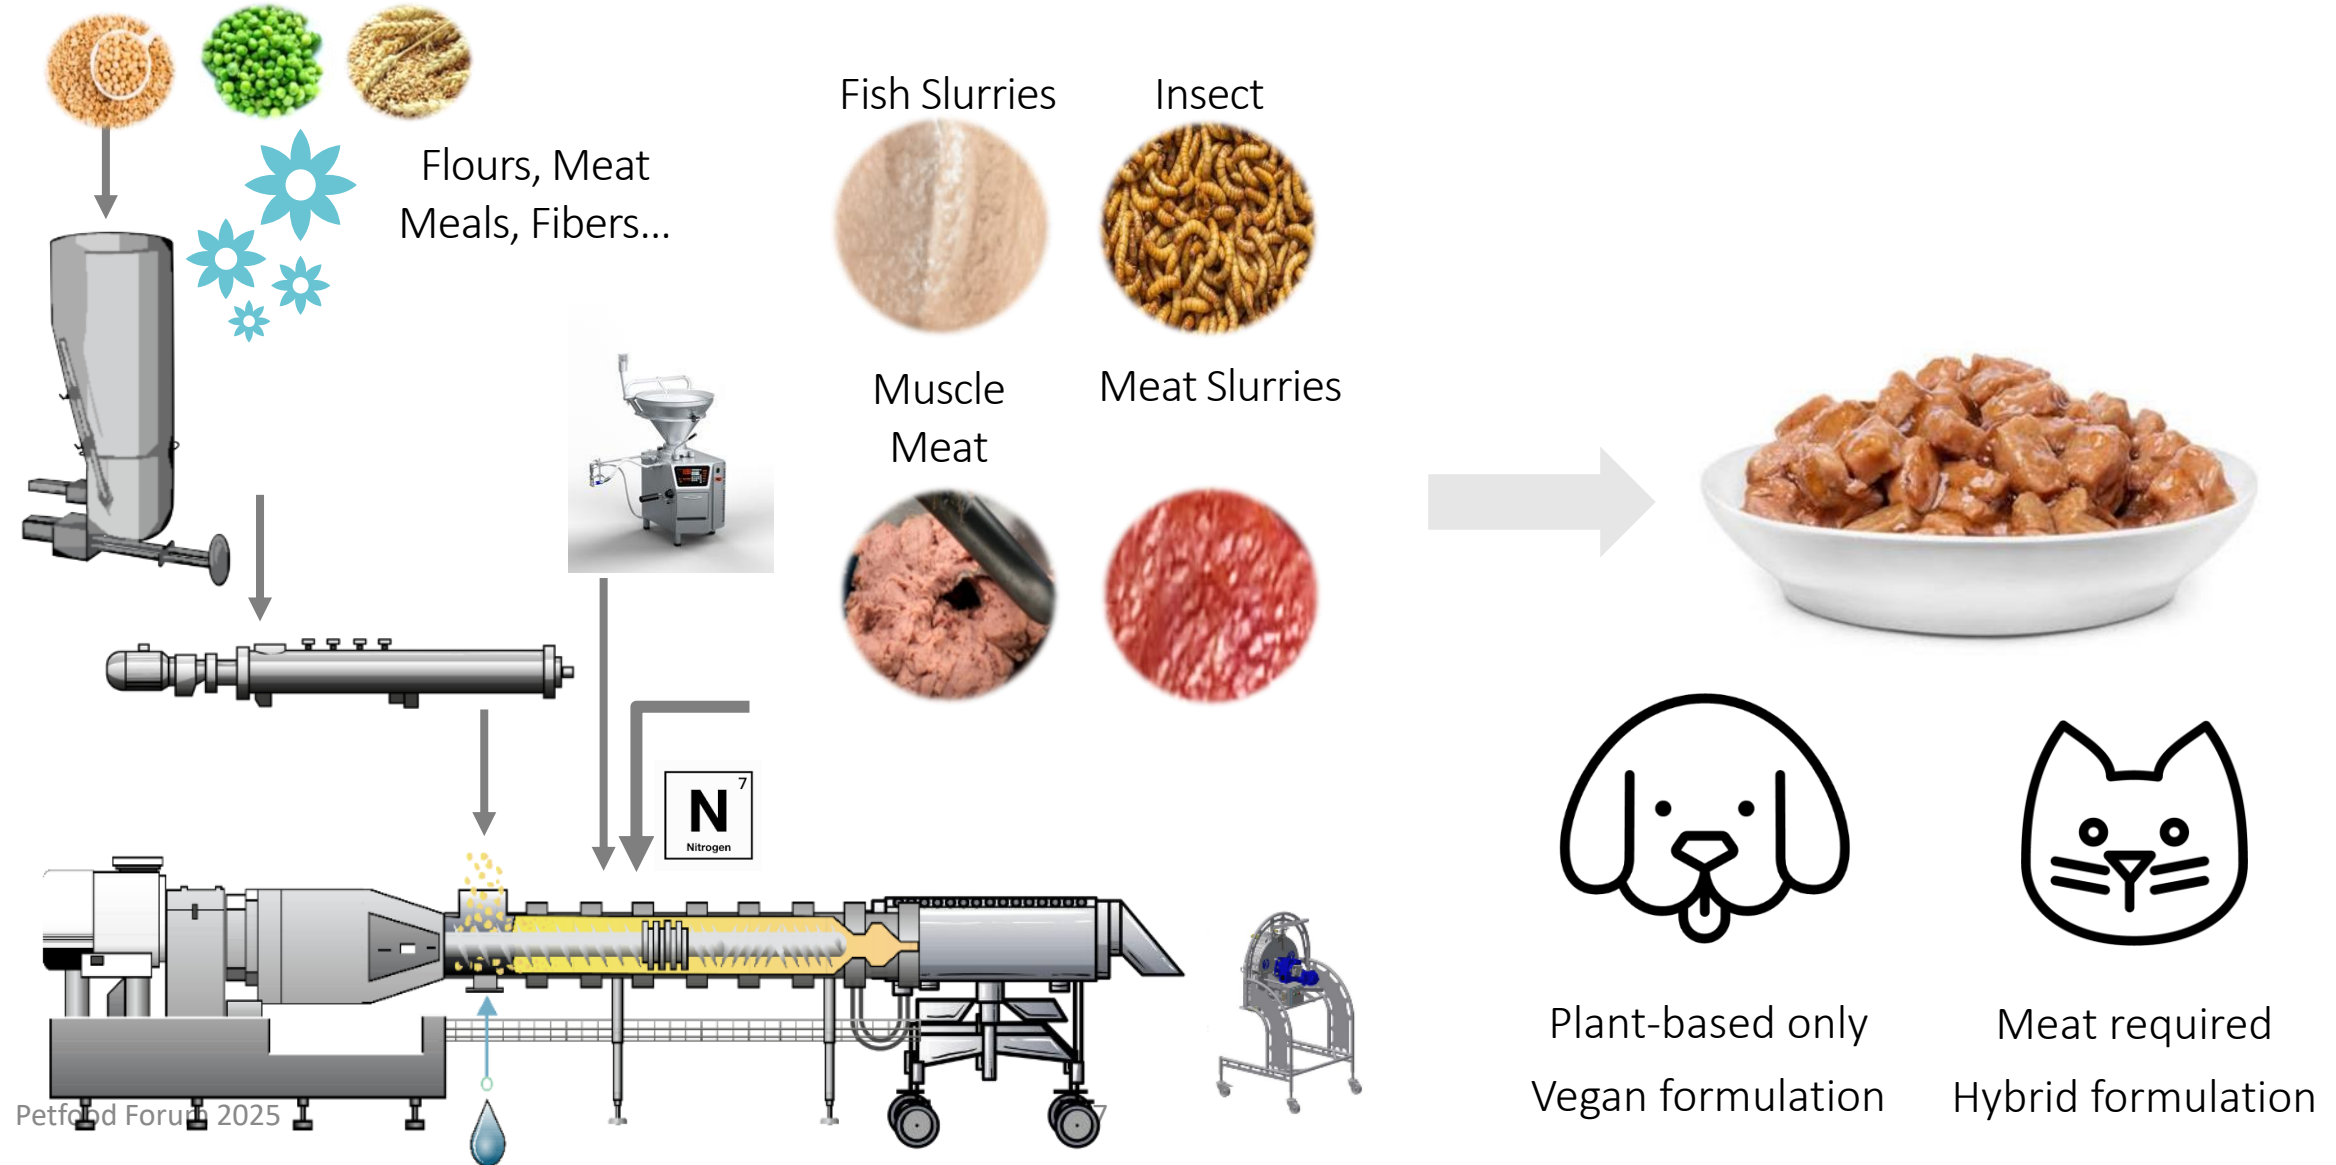 Flours, Meat
Meals, Fibers...
Fish Slurries
Insect
Muscle
Meat
Meat Slurries
7
N
Nitrogen
Plant-based only
Vegan formulation
Meat required
Hybrid formulation
Petfood Forum 2025
7